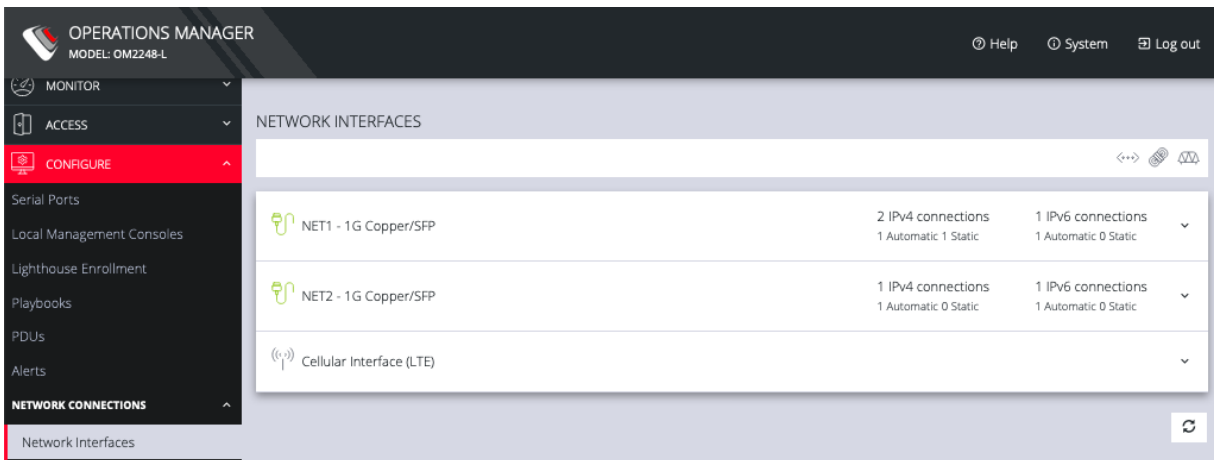 OPERATIONS MANAGER
MODEL: OM2248-L
Help System Log out
MONITOR
ACCESS
CONFIGURE
Serial Ports
Local Management Consoles
Lighthouse Enrollment
Playbooks
PDUs
Alerts
NETWORK CONNECTIONS
Network Interfaces
NETWORK INTERFACES
NET1 - 1G Copper/SFP
2 IPv4 connections
1 Automatic 1 Static
1 IPv6 connections
1 Automatic 0 Static
NET2 - 1G Copper/SFP
1 IPv4 connections
1 Automatic 0 Static
1 IPv6 connections
1 Automatic 0 Static
Cellular Interface (LTE)